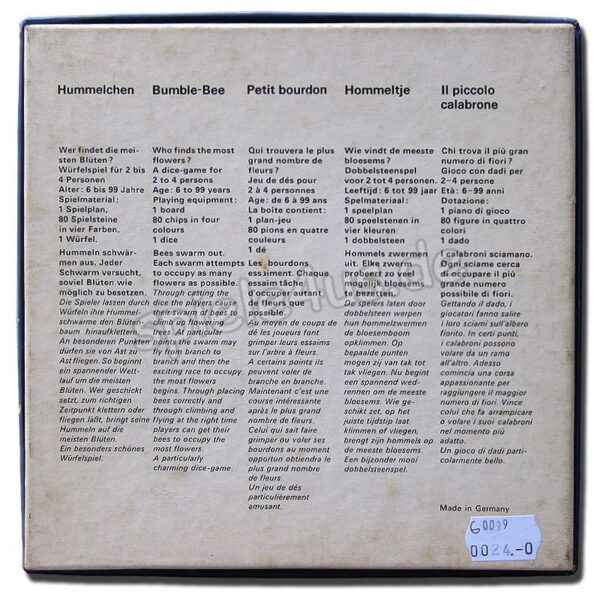 Hummelchen
Wer findet die mei-
sten Blüten?
Würfelspiel für 2 bis
4 Personen
Alter: 6 bis 99 Jahre
Spielmaterial:
1 Spielplan,
80 Spielsteine
in vier Farben,
1 Würfel.
Hummeln schwär-
men aus. Jeder
Schwarm versucht,
soviel Blüten wie
möglich zu besetzen.
Die Spieler lassen durch
Würfeln ihre Hummel-
schwärme den Blüten-
baum hinaufklettern.
An besonderen Punkten
dürfen sie von Ast zu
Ast fliegen. So beginnt
ein spannender Wett-
lauf um die meisten
Blüten. Wer geschickt
setzt, zum richtigen
Zeitpunkt klettern oder
fliegen läßt, bringt seine
Hummeln auf die
meisten Blüten.
Ein besonders schönes
Würfelspiel.
Bumble-Bee
Who finds the most
flowers?
A dice-game for
2 to 4 persons
Age: 6 to 99 years
Playing equipment:
1 board
80 chips in four
colours
1 dice
Bees swarm out.
Each swarm attempts
to occupy as many
flowers as possible.
Through casting the
dice the players cause
their bees to climb
up the flowering
tree. At particular
points a swarm may
fly from branch to
branch and then the
exciting race to occupy
the most flowers
begins. Through placing
bees correctly and
through climbing and
flying at the right time
players can get their
bees to occupy the
most flowers.
A particularly
charming dice-game.
Petit bourdon
Qui trouvera le plus
grand nombre de
fleurs?
Jeu de dés pour
2 à 4 personnes
Age: 6 à 99 ans
La boîte contient:
1 plan-jeu
80 pions en quatre
couleurs
1 dé
Les bourdons
essaiment. Chaque
essaim tâche
d'occuper autant
de fleurs que
possible.
Au moyen de coups de
dés les joueurs font
grimper leurs essaims
sur l'arbre à fleurs.
A certains points ils
peuvent voler de
branche en branche.
Maintenant c'est une
course intéressante
après le plus grand
nombre de fleurs.
Celui qui sait faire
grimper ou voler ses
bourdons au moment
opportun obtiendra le
plus grand nombre
de fleurs.
Un jeu de dés
particulièrement
amusant.
Hommeltje
Wie vindt de meeste
bloesems?
Dobbelsteenspel
voor 2 tot 4 personen.
Leeftijd: 6 tot 99 jaar
Spelmateriaal:
1 speelplan
80 speelstenen in
vier kleuren
1 dobbelsteen
Hommels zwermen
uit. Elke zwerm
probeert zo veel
bloesems
te bezetten.
De spelers laten door
dobbelsteen werpen
hun hommelzwermen
de bloesemboom
opklimmen. Op
bepaalde punten
mogen zij van tak tot
tak vliegen. Nu begint
een spannend wed-
rennen om de meeste
bloesems. Wie ge-
schikt zet, op het
juiste tijdstip laat
klimmen of vliegen,
brengt zijn hommels op
de meeste bloesems.
Een bijzonder mooi
dobbelsteenspel.
Il piccolo
calabrone
Chi trova il più gran
numero di fiori?
Gioco con dadi per
2-4 persone
Età: 6-99 anni
Dotazione:
1 piano di gioco
80 figure in quattro
colori
1 dado
I calabroni sciamano.
Ogni sciame cerca
di occupare il più
grande numero
possibile di fiori.
Gettando il dado, i
giocatori fanno salire
i loro sciami sull'albero
fiorito. In certi punti,
i calabroni possono
volare da un ramo
all'altro. Adesso
comincia una corsa
appassionante per
raggiungere il maggior
numero di fiori. Vince
colui che fa arrampicare
o volare i suoi calabroni
nel momento più
adatto.
Un gioco di dadi parti-
colarmente bello.
Made in Germany
G0099
0024.-0
spiele4us.de